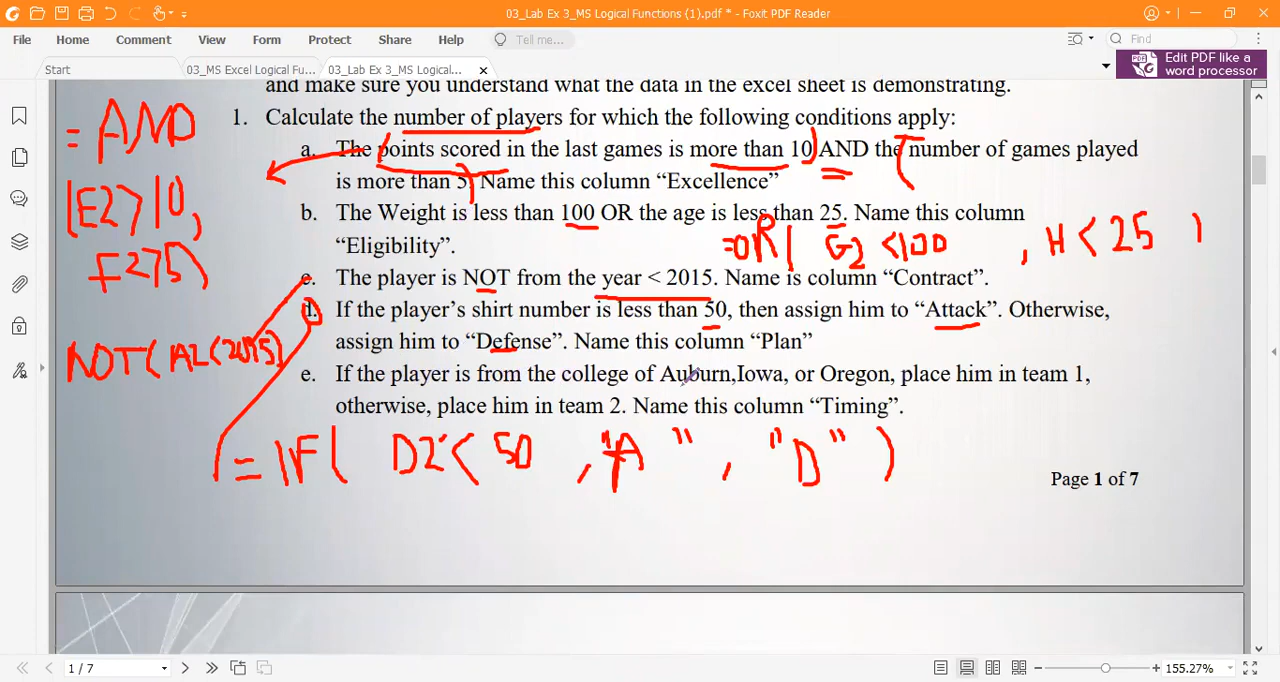 03_Lab Ex 3_MS Logical Functions (1).pdf * - Foxit PDF Reader
File Home Comment View Form Protect Share Help Tell me... Find
Start 03_MS Excel Logical Fu... 03_Lab Ex 3_MS Logical... Edit PDF like a word processor
and make sure you understand what the data in the excel sheet is demonstrating.
1. Calculate the number of players for which the following conditions apply:
a. The points scored in the last games is more than 10 AND the number of games played
is more than 5. Name this column “Excellence”
b. The Weight is less than 100 OR the age is less than 25. Name this column
“Eligibility”.
c. The player is NOT from the year < 2015. Name is column “Contract”.
d. If the player’s shirt number is less than 50, then assign him to “Attack”. Otherwise,
assign him to “Defense”. Name this column “Plan”
e. If the player is from the college of Auburn,Iowa, or Oregon, place him in team 1,
otherwise, place him in team 2. Name this column “Timing”.
Page 1 of 7
= AND
(E2>10,
F2>5)
=OR( G2 <100 , H < 25 )
NOT(A2<2015)
=IF( D2< 50 , "A " , "D" )
1 / 7
155.27%